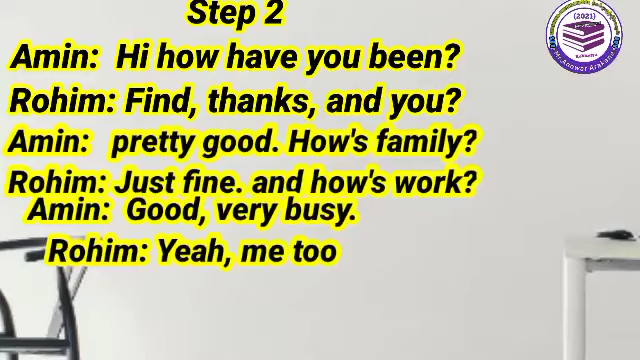 Step 2
Amin: Hi how have you been?
Rohim: Find, thanks, and you?
Amin: pretty good. How's family?
Rohim: Just fine. and how's work?
Amin: Good, very busy.
Rohim: Yeah, me too
(2021)